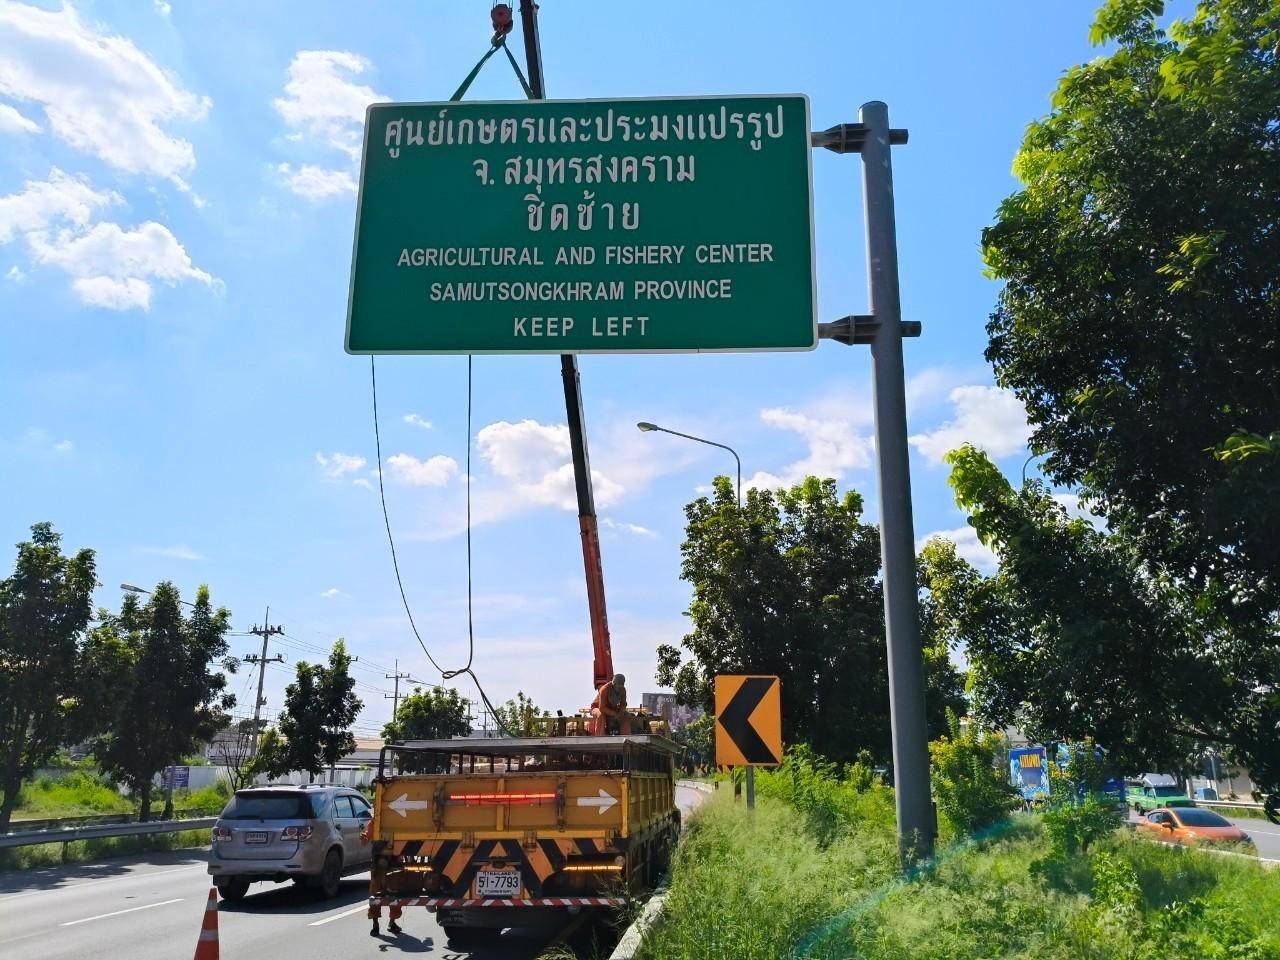 ศูนย์เกษตรและประมงแปรรูป
จ. สมุทรสงคราม
ชิดซ้าย
AGRICULTURAL AND FISHERY CENTER
SAMUTSONGKHRAM PROVINCE
KEEP LEFT
51-7793